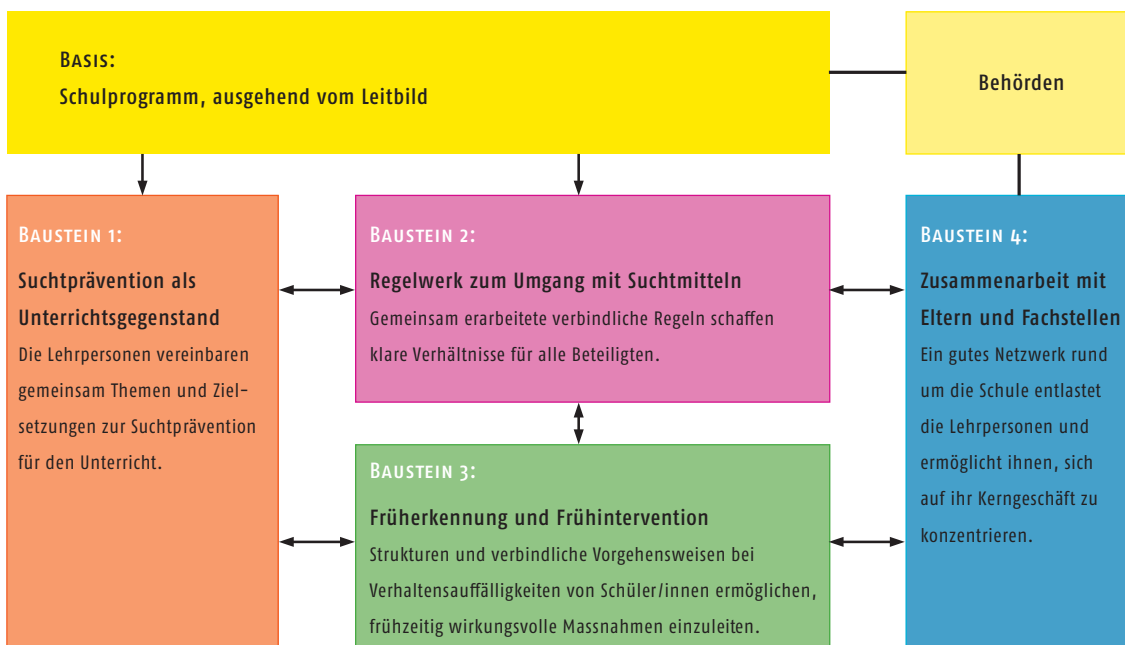 Basis:
Schulprogramm, ausgehend vom Leitbild
Behörden
Baustein 1:
Suchtprävention als
Unterrichtsgegenstand
Die Lehrpersonen vereinbaren
gemeinsam Themen und Ziel-
setzungen zur Suchtprävention
für den Unterricht.
Baustein 2:
Regelwerk zum Umgang mit Suchtmitteln
Gemeinsam erarbeitete verbindliche Regeln schaffen
klare Verhältnisse für alle Beteiligten.
Baustein 3:
Früherkennung und Frühintervention
Strukturen und verbindliche Vorgehensweisen bei
Verhaltensauffälligkeiten von Schüler/innen ermöglichen,
frühzeitig wirkungsvolle Massnahmen einzuleiten.
Baustein 4:
Zusammenarbeit mit
Eltern und Fachstellen
Ein gutes Netzwerk rund
um die Schule entlastet
die Lehrpersonen und
ermöglicht ihnen, sich
auf ihr Kerngeschäft zu
konzentrieren.